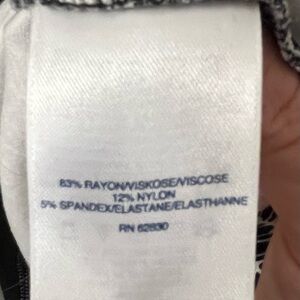 83% RAYON/VISKOSE/VISCOSE
12% NYLON
5% SPANDEX/ELASTANE/ELASTHANNE
RN 62830